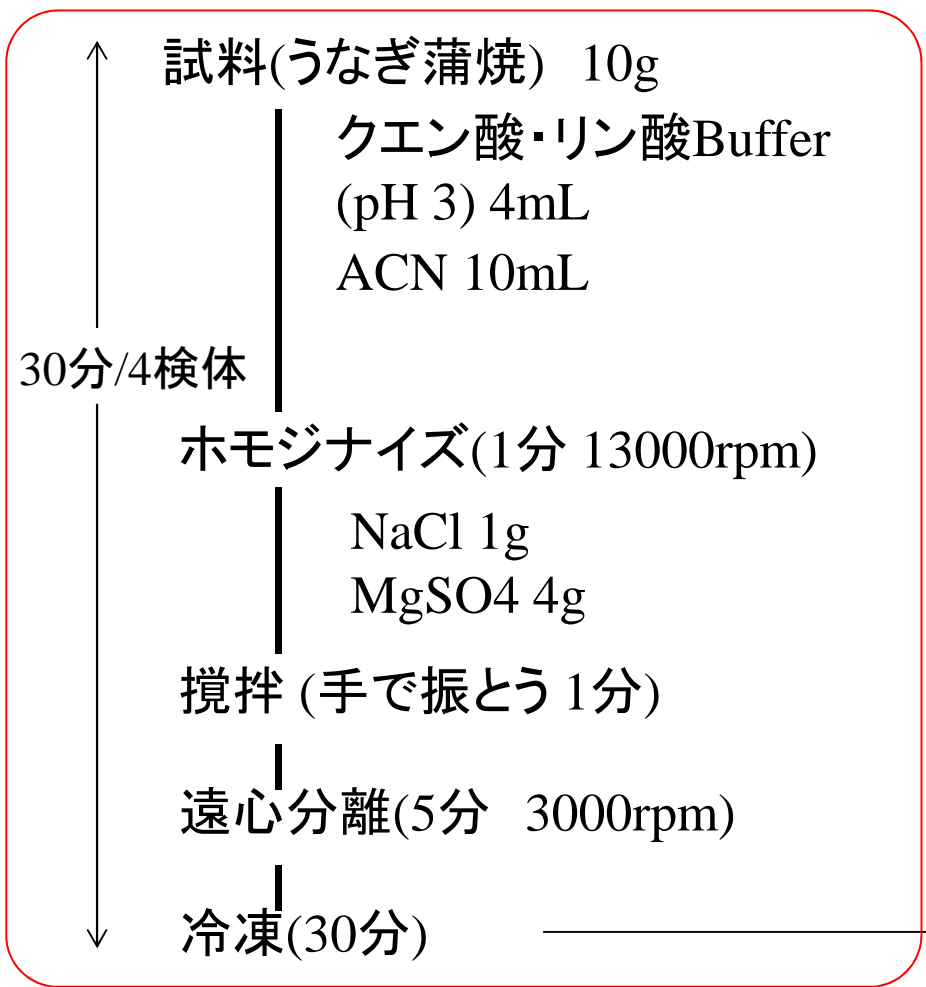 試料(うなぎ蒲焼) 10g
クエン酸・リン酸Buffer
(pH 3) 4mL
ACN 10mL
30分/4検体
ホモジナイズ(1分 13000rpm)
NaCl 1g
MgSO4 4g
撹拌 (手で振とう 1分)
遠心分離(5分 3000rpm)
冷凍(30分)